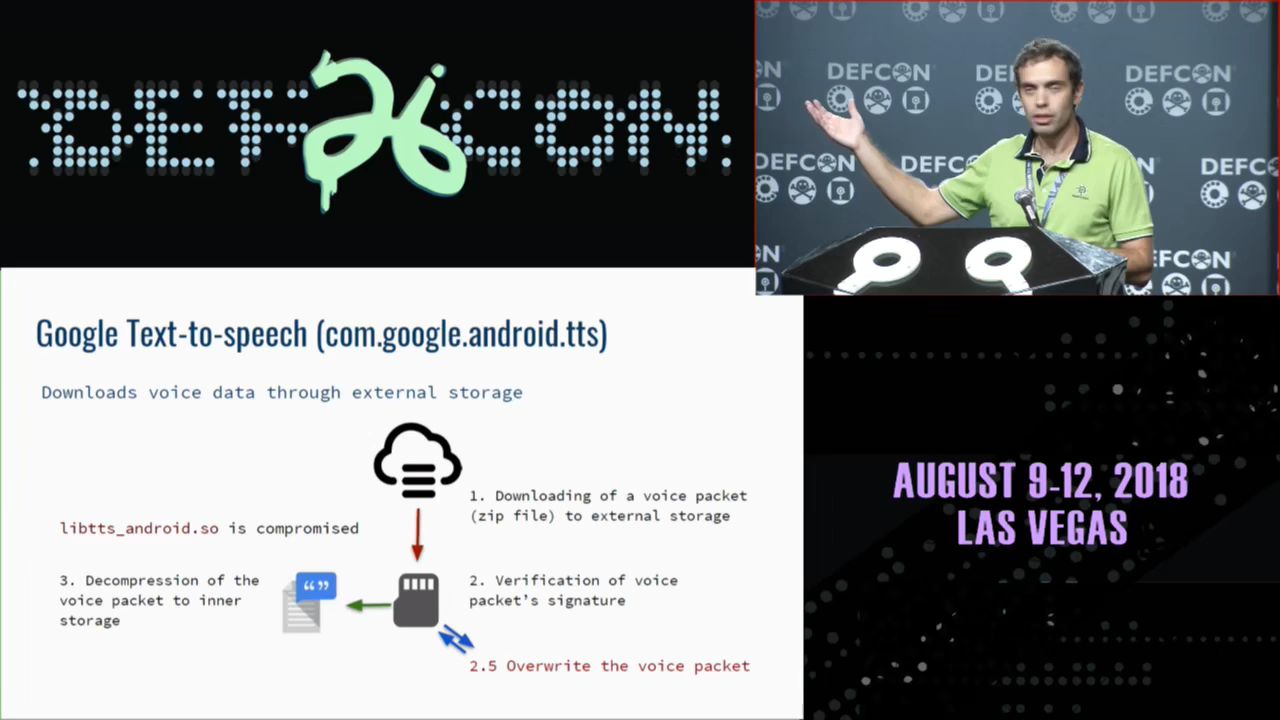 DEF CON
26
DEFCON
DEF
DEFCON
DEFCON
DEFCON
DEFC
DEFCON
EFCON
Google Text-to-speech (com.google.android.tts)
Downloads voice data through external storage
1. Downloading of a voice packet
(zip file) to external storage
libtts_android.so is compromised
3. Decompression of the
voice packet to inner
storage
“ ”
2. Verification of voice
packet’s signature
2.5 Overwrite the voice packet
AUGUST 9-12, 2018
LAS VEGAS